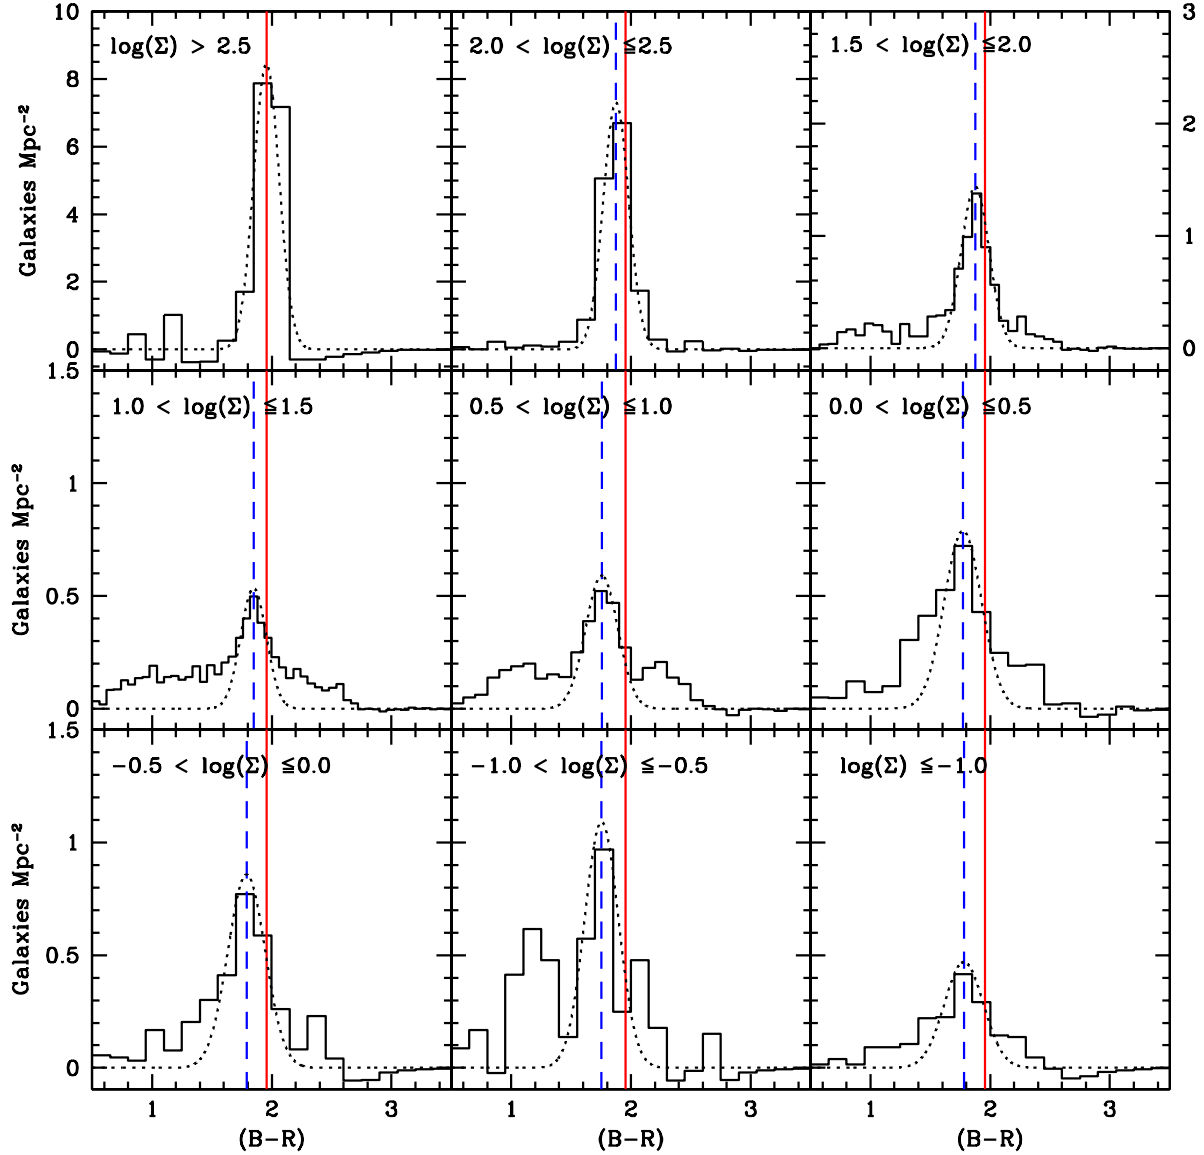 10
8
6
4
2
0
Galaxies Mpc⁻²
log(Σ) > 2.5
2.0 < log(Σ) ≦2.5
1.5 < log(Σ) ≦2.0
3
2
1
0
1.5
1
0.5
0
Galaxies Mpc⁻²
1.0 < log(Σ) ≦1.5
0.5 < log(Σ) ≦1.0
0.0 < log(Σ) ≦0.5
1.5
1
0.5
0
Galaxies Mpc⁻²
−0.5 < log(Σ) ≦0.0
−1.0 < log(Σ) ≦−0.5
log(Σ) ≦−1.0
1 2 3 1 2 3 1 2 3
(B−R) (B−R) (B−R)